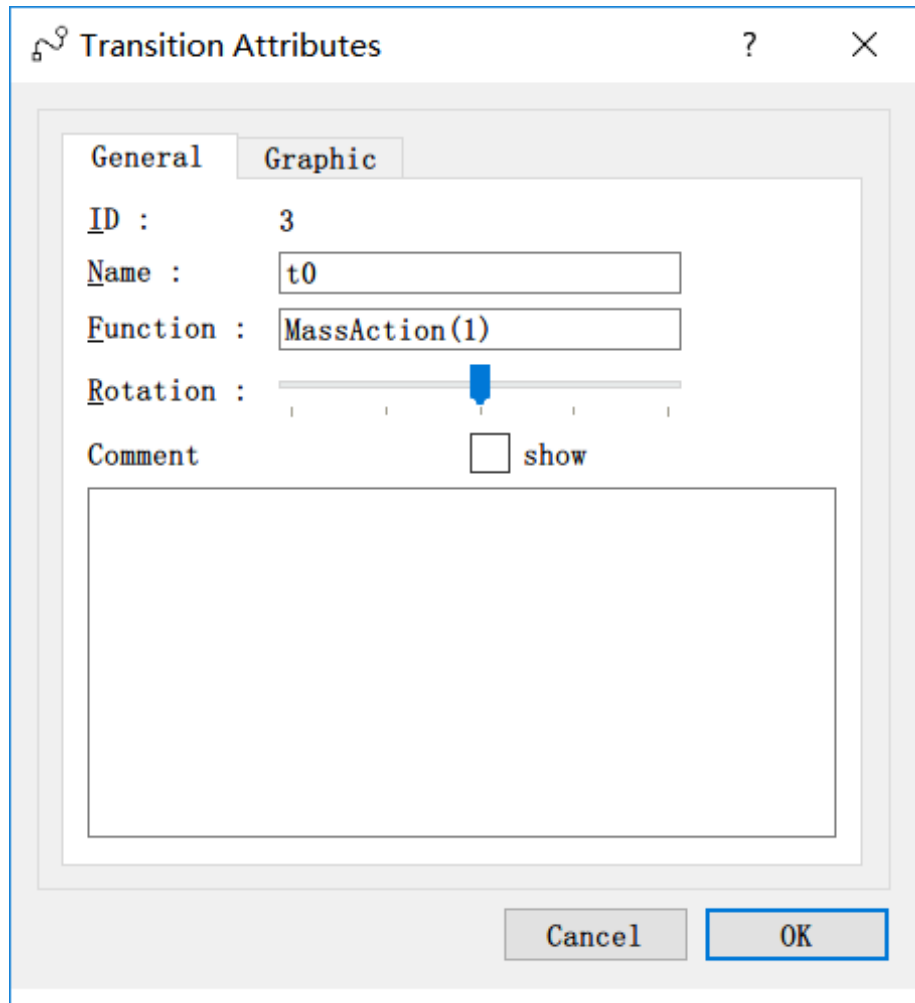 Transition Attributes ?
General Graphic
ID : 3
Name : t0
Function : MassAction(1)
Rotation :
Comment show
Cancel OK